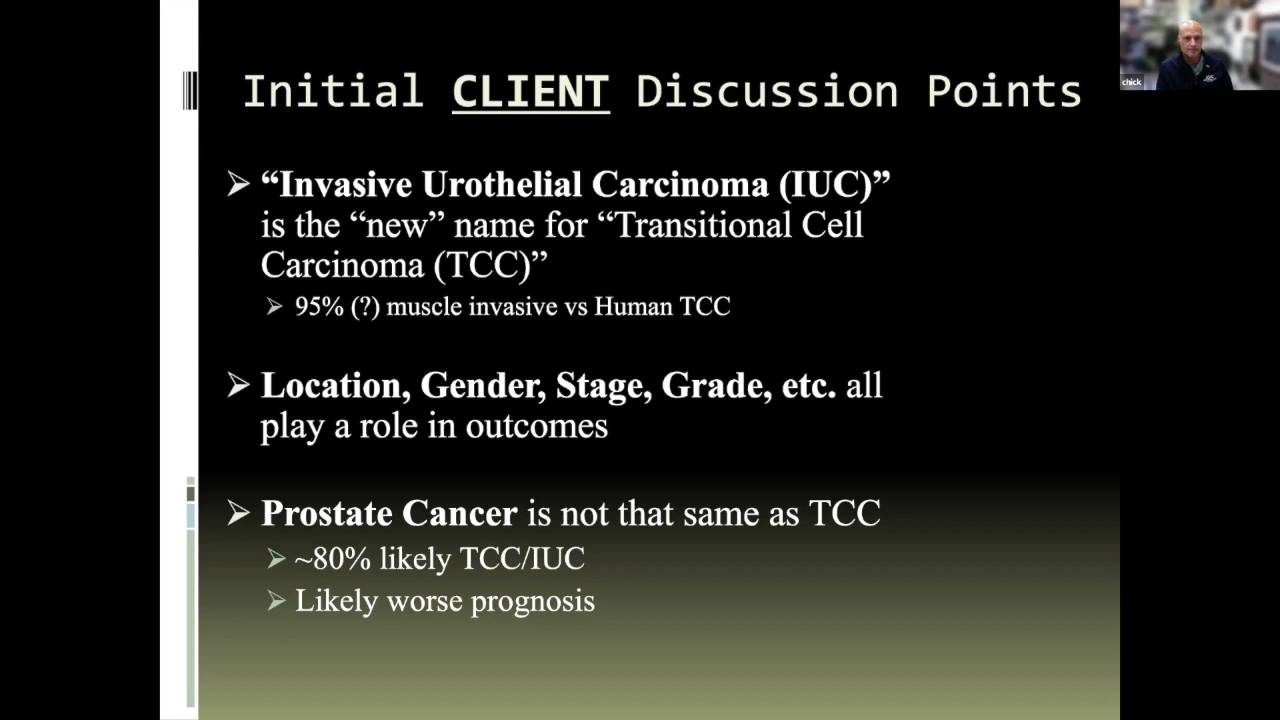 Initial CLIENT Discussion Points
chick
“Invasive Urothelial Carcinoma (IUC)”
is the “new” name for “Transitional Cell
Carcinoma (TCC)”
95% (?) muscle invasive vs Human TCC
Location, Gender, Stage, Grade, etc. all
play a role in outcomes
Prostate Cancer is not that same as TCC
~80% likely TCC/IUC
Likely worse prognosis